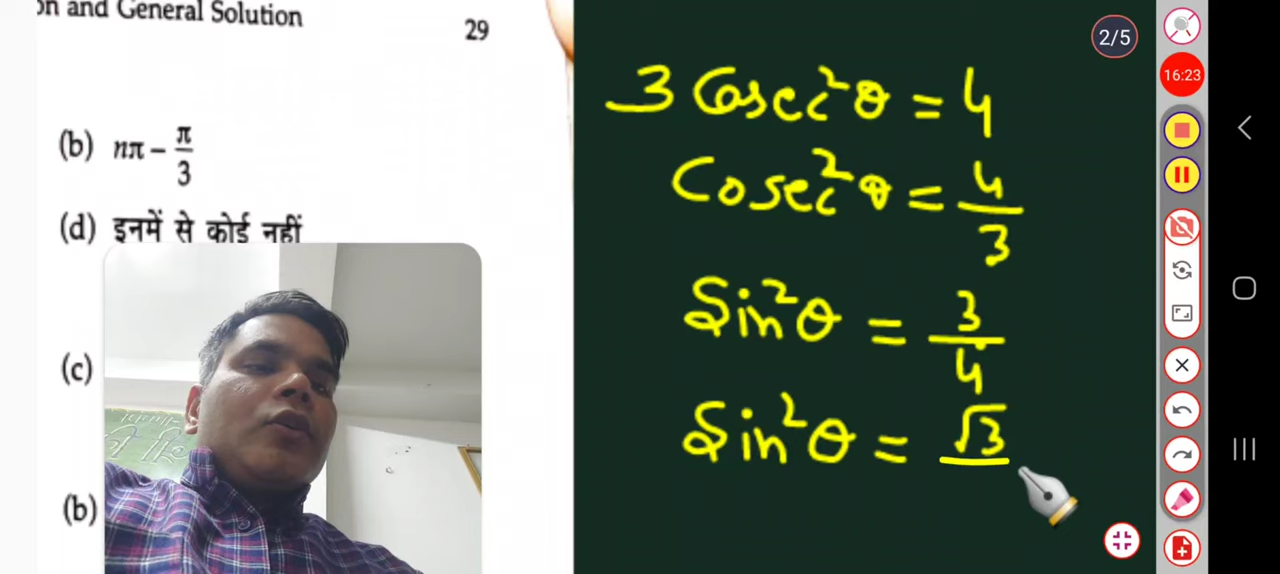 on and General Solution
29
(b) nπ – π/3
(d) इनमें से कोई नहीं
(c)
(b)
2/5
3 Cosec²θ = 4
Cosec²θ = 4/3
Sin²θ = 3/4
Sin²θ = √3
16:23